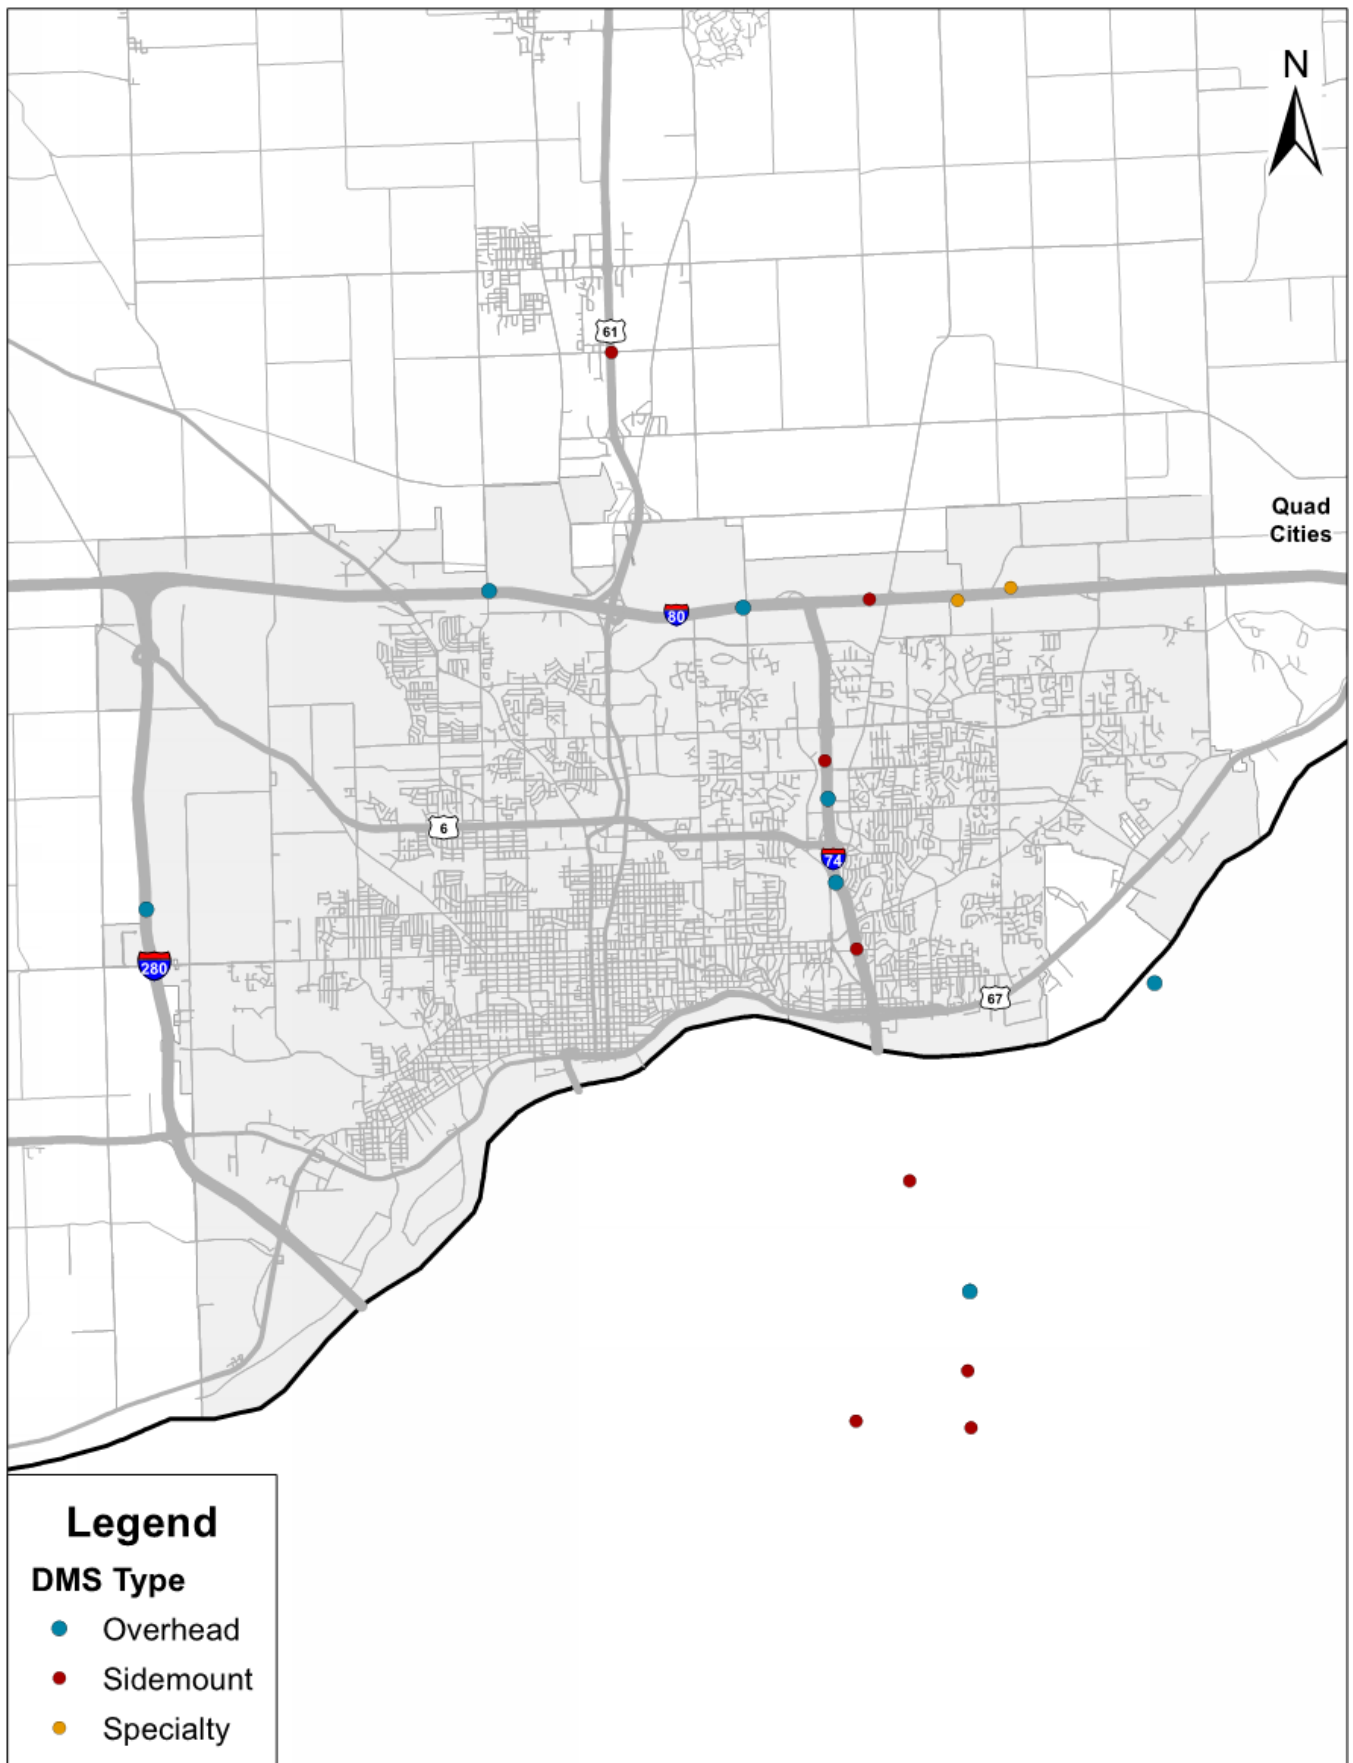 N
61
Quad
Cities
80
6
74
280
67
Legend
DMS Type
Overhead
Sidemount
Specialty